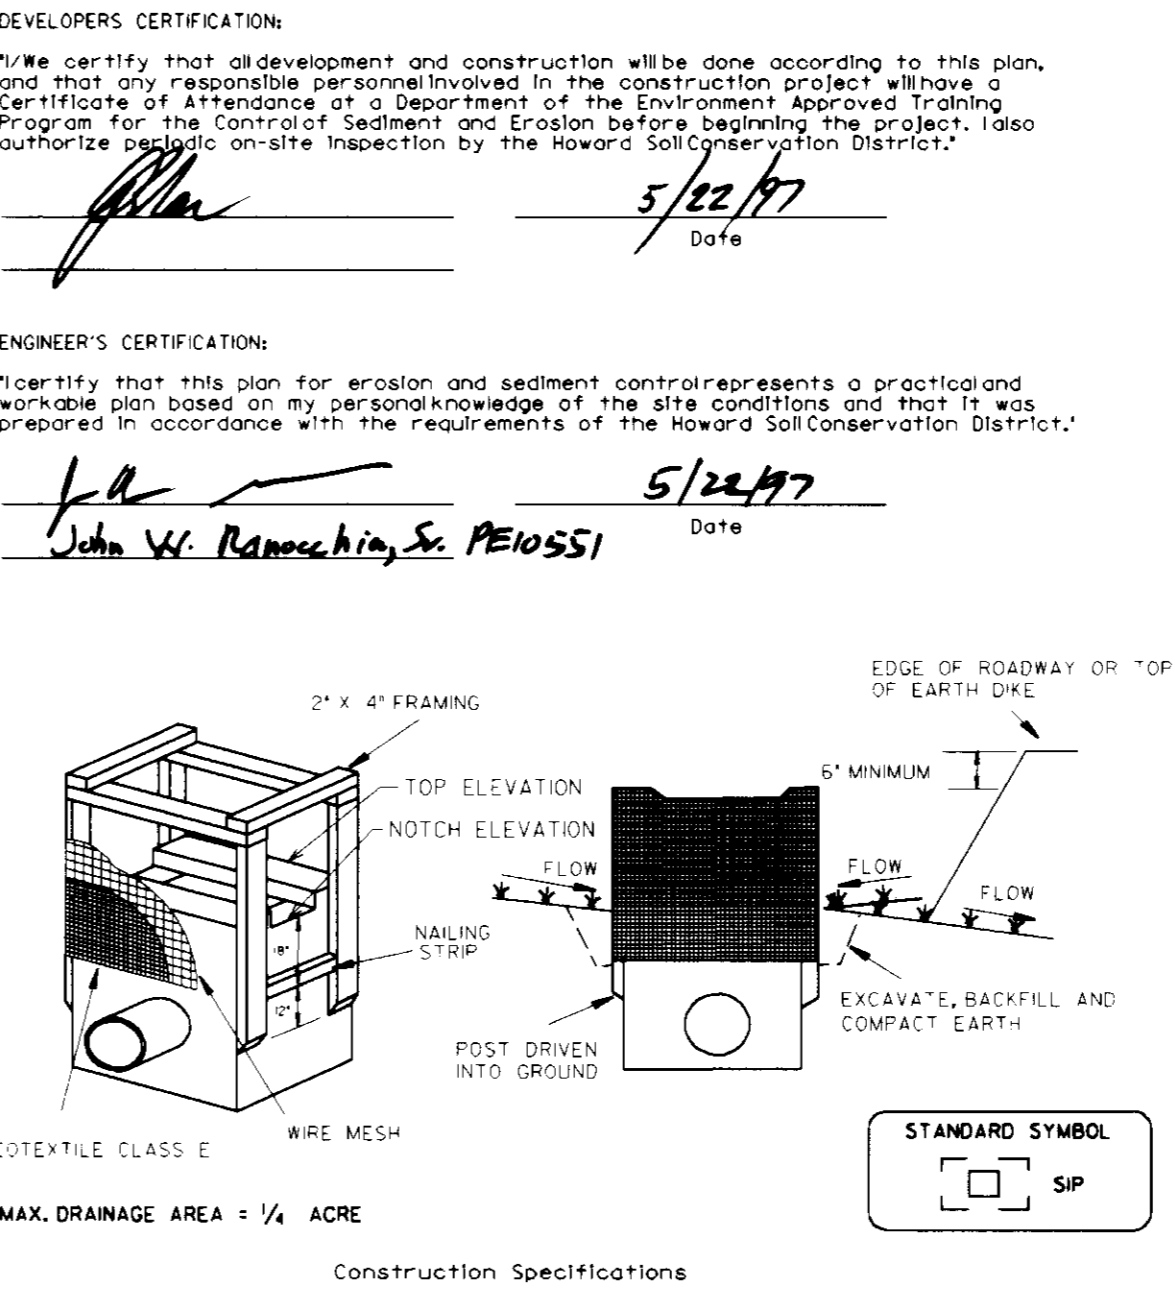 DEVELOPERS CERTIFICATION:
"I/We certify that all development and construction will be done according to this plan,
and that any responsible personnel involved in the construction project will have a
Certificate of Attendance at a Department of the Environment Approved Training
Program for the Control of Sediment and Erosion before beginning the project. I also
authorize periodic on-site inspection by the Howard Soil Conservation District."
5/22/97
Date
ENGINEER'S CERTIFICATION:
"I certify that this plan for erosion and sediment control represents a practical and
workable plan based on my personal knowledge of the site conditions and that it was
prepared in accordance with the requirements of the Howard Soil Conservation District."
5/22/97
Date
John W. Ranocchia, Sr. PE10551
EDGE OF ROADWAY OR TOP
OF EARTH DIKE
2" X 4" FRAMING
6" MINIMUM
TOP ELEVATION
NOTCH ELEVATION
FLOW
FLOW
FLOW
NAILING
STRIP
18"
12"
EXCAVATE, BACKFILL AND
COMPACT EARTH
POST DRIVEN
INTO GROUND
WIRE MESH
EOTEXTILE CLASS E
STANDARD SYMBOL
SIP
MAX. DRAINAGE AREA = 1/4 ACRE
Construction Specifications